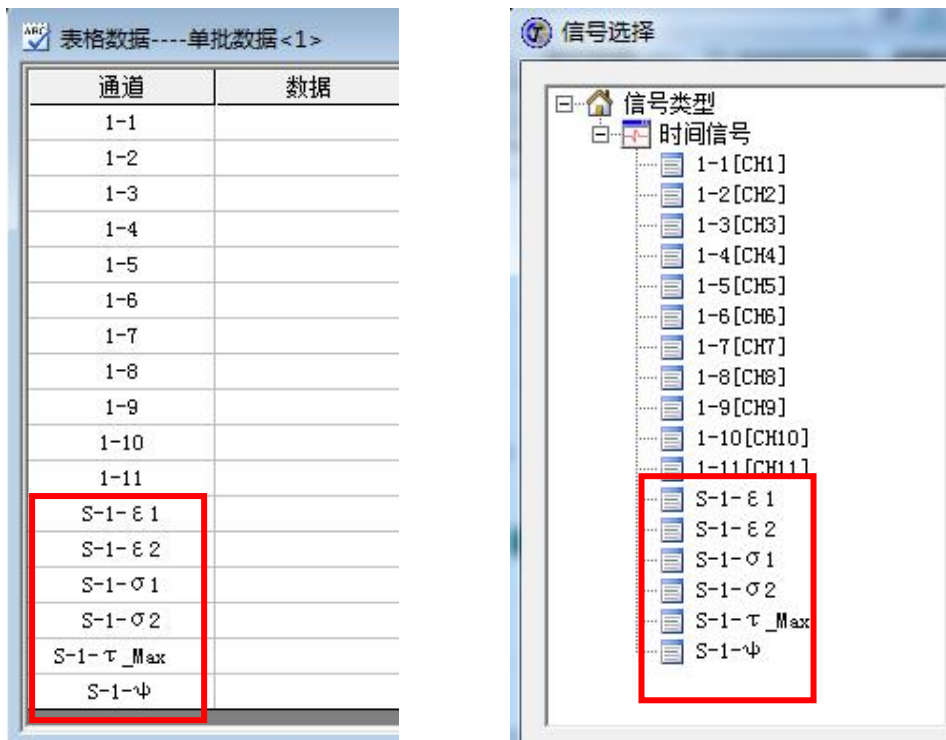 表格数据----单批数据<1>
通道 数据
1-1
1-2
1-3
1-4
1-5
1-6
1-7
1-8
1-9
1-10
1-11
S-1-ε1
S-1-ε2
S-1-σ1
S-1-σ2
S-1-τ_Max
S-1-ψ
信号选择
信号类型
时间信号
1-1[CH1]
1-2[CH2]
1-3[CH3]
1-4[CH4]
1-5[CH5]
1-6[CH6]
1-7[CH7]
1-8[CH8]
1-9[CH9]
1-10[CH10]
1-11[CH11]
S-1-ε1
S-1-ε2
S-1-σ1
S-1-σ2
S-1-τ_Max
S-1-ψ